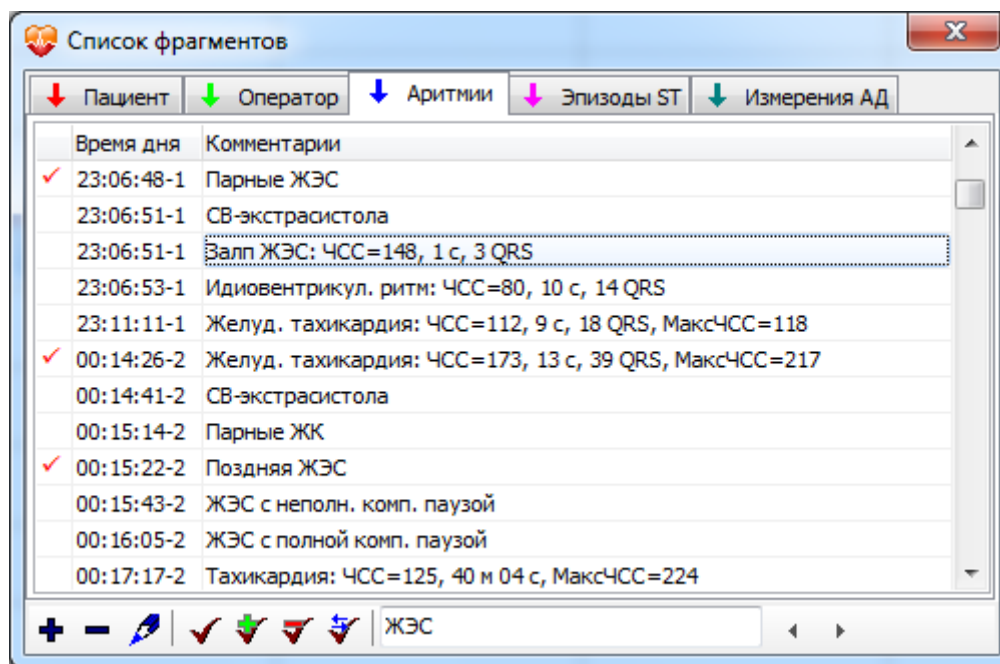 Список фрагментов
Пациент Оператор Аритмии Эпизоды ST Измерения АД
Время дня Комментарии
23:06:48-1 Парные ЖЭС
23:06:51-1 СВ-экстрасистола
23:06:51-1 Залп ЖЭС: ЧСС=148, 1 с, 3 QRS
23:06:53-1 Идиовентрикул. ритм: ЧСС=80, 10 с, 14 QRS
23:11:11-1 Желуд. тахикардия: ЧСС=112, 9 с, 18 QRS, МаксЧСС=118
00:14:26-2 Желуд. тахикардия: ЧСС=173, 13 с, 39 QRS, МаксЧСС=217
00:14:41-2 СВ-экстрасистола
00:15:14-2 Парные ЖК
00:15:22-2 Поздняя ЖЭС
00:15:43-2 ЖЭС с неполн. комп. паузой
00:16:05-2 ЖЭС с полной комп. паузой
00:17:17-2 Тахикардия: ЧСС=125, 40 м 04 с, МаксЧСС=224
ЖЭС